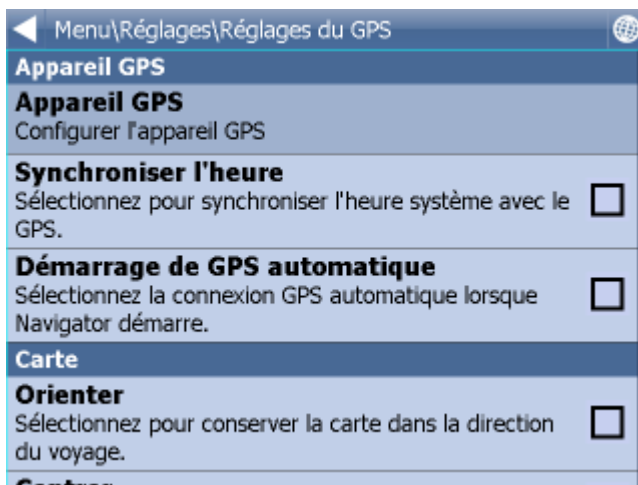 Menu\Réglages\Réglages du GPS
Appareil GPS
Appareil GPS
Configurer l'appareil GPS
Synchroniser l'heure
Sélectionnez pour synchroniser l'heure système avec le
GPS.
Démarrage de GPS automatique
Sélectionnez la connexion GPS automatique lorsque
Navigator démarre.
Carte
Orienter
Sélectionnez pour conserver la carte dans la direction
du voyage.